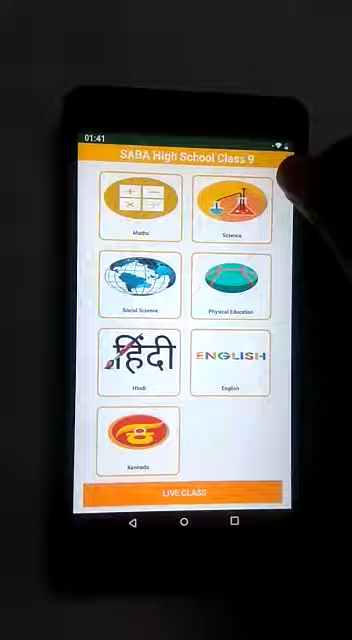 01:41
SABA High School Class 9
Maths
Science
Social Science
Physical Education
हिंदी
ENGLISH
Hindi
English
ಕ
Kannada
LIVE CLASS